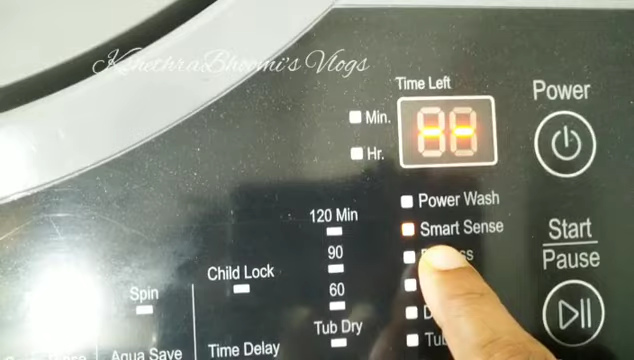 KshethraBhoomi's Vlogs
Time Left
Min.
Hr.
Power
Power Wash
Smart Sense
Start
Pause
120 Min
90
60
Tub Dry
Child Lock
Time Delay
Spin
Aqua Save